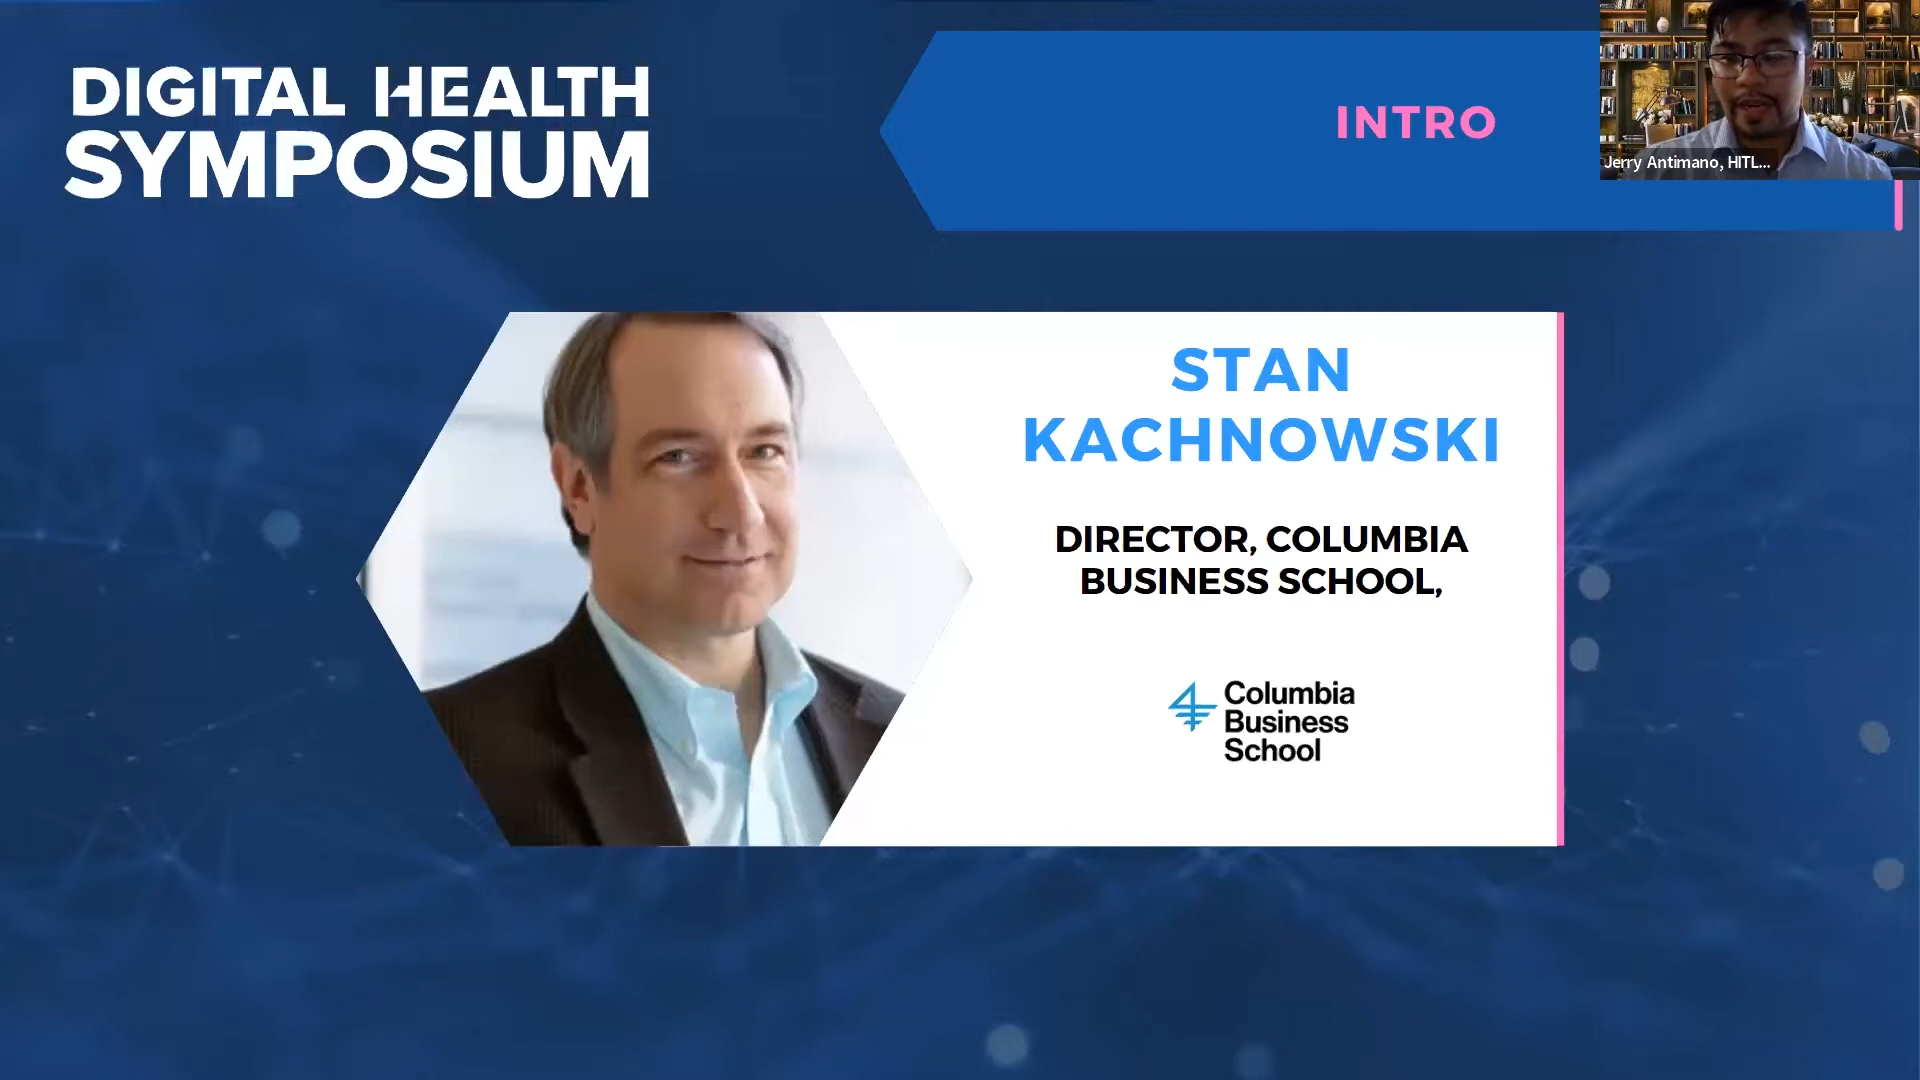 DIGITAL HEALTH
SYMPOSIUM
INTRO
Jerry Antimano, HITL...
STAN
KACHNOWSKI
DIRECTOR, COLUMBIA
BUSINESS SCHOOL,
Columbia
Business
School